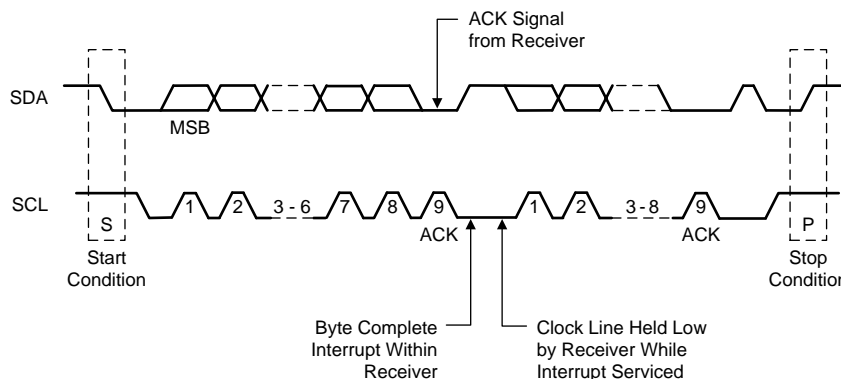 ACK Signal
from Receiver
SDA
MSB
SCL
S
1
2
3 - 6
7
8
9
1
2
3 - 8
9
P
ACK
ACK
Start
Condition
Stop
Condition
Byte Complete
Interrupt Within
Receiver
Clock Line Held Low
by Receiver While
Interrupt Serviced